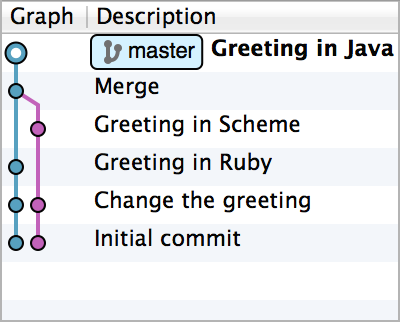 Graph Description
master Greeting in Java
Merge
Greeting in Scheme
Greeting in Ruby
Change the greeting
Initial commit